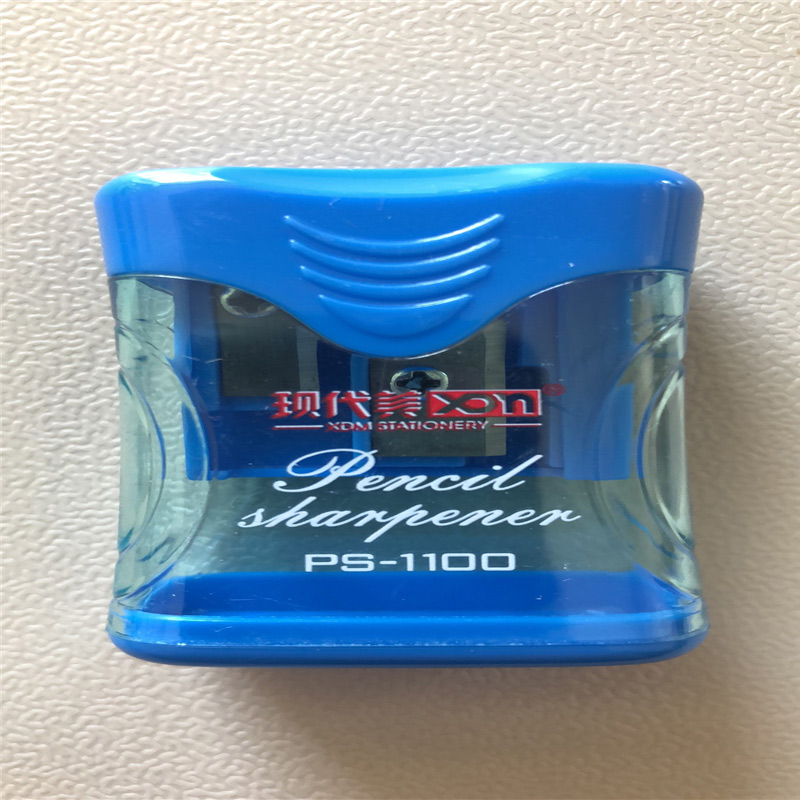 现代美XDM®
XDM STATIONERY
Pencil
sharpener
PS-1100